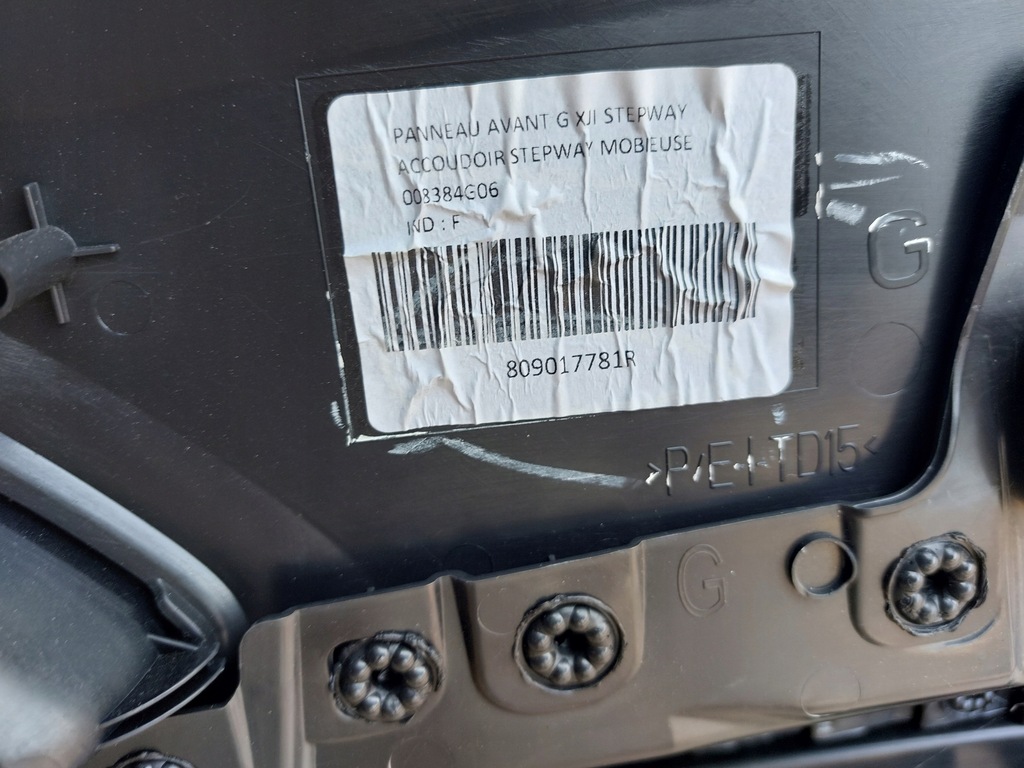 PANNEAU AVANT G XJI STEPWAY
ACCOUDOIR STEPWAY MOBIEUSE
008384G06
IND : F
809017781R
G
>P/E-I-TD15<
G